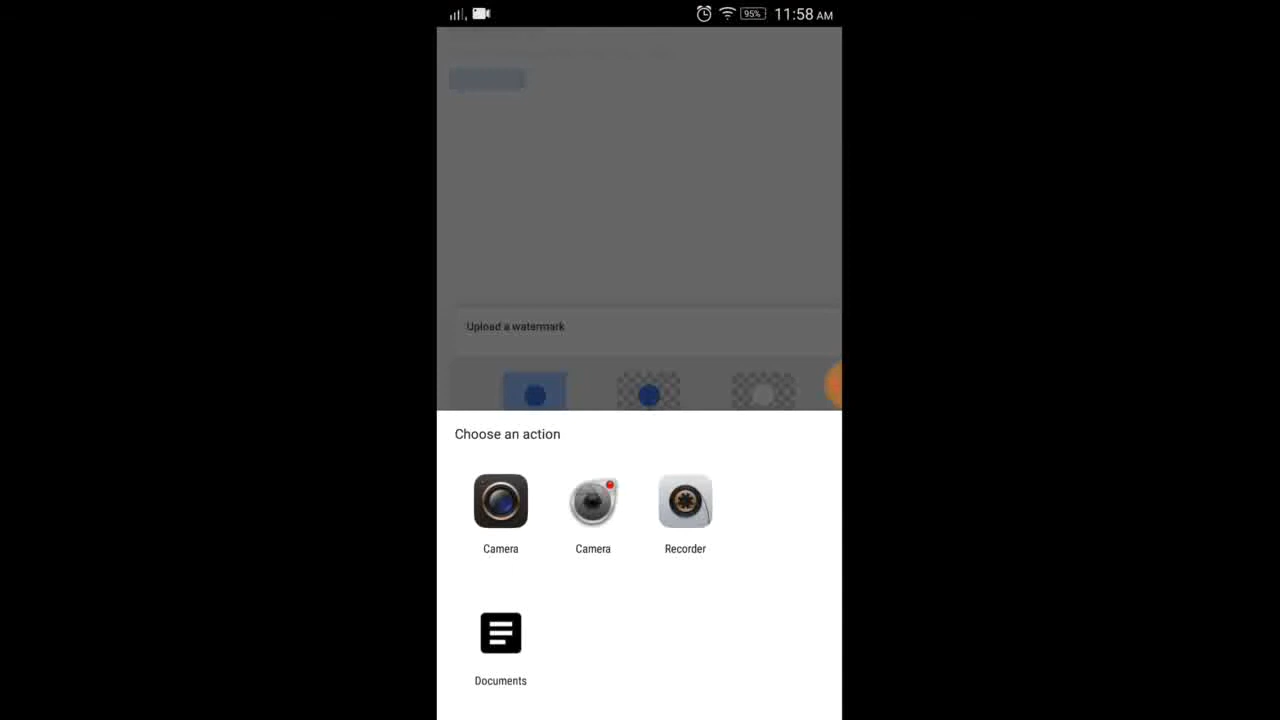 95% 11:58 AM
Upload a watermark
Choose an action
Camera Camera Recorder
Documents